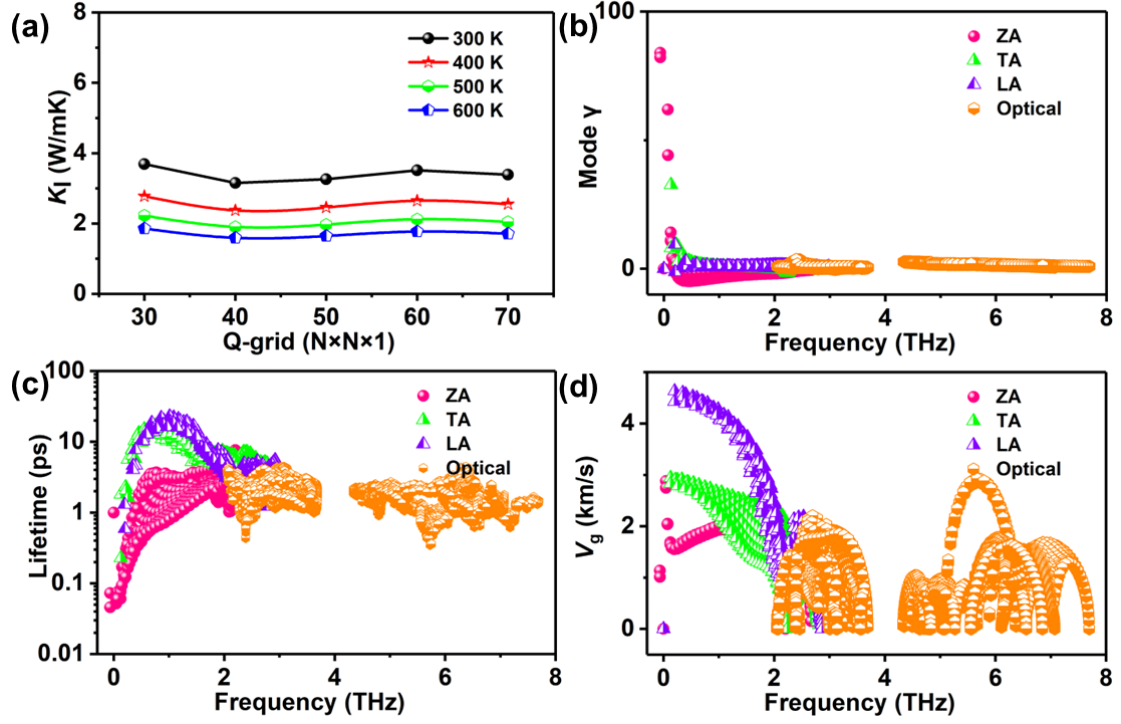 (a)
8
6
4
2
0
K_l (W/mK)
30 40 50 60 70
Q-grid (N×N×1)
300 K
400 K
500 K
600 K
(b)
100
0
Mode γ
0 2 4 6 8
Frequency (THz)
ZA
TA
LA
Optical
(c)
100
10
1
0.1
0.01
Lifetime (ps)
0 2 4 6 8
Frequency (THz)
ZA
TA
LA
Optical
(d)
4
2
0
V_g (km/s)
0 2 4 6 8
Frequency (THz)
ZA
TA
LA
Optical